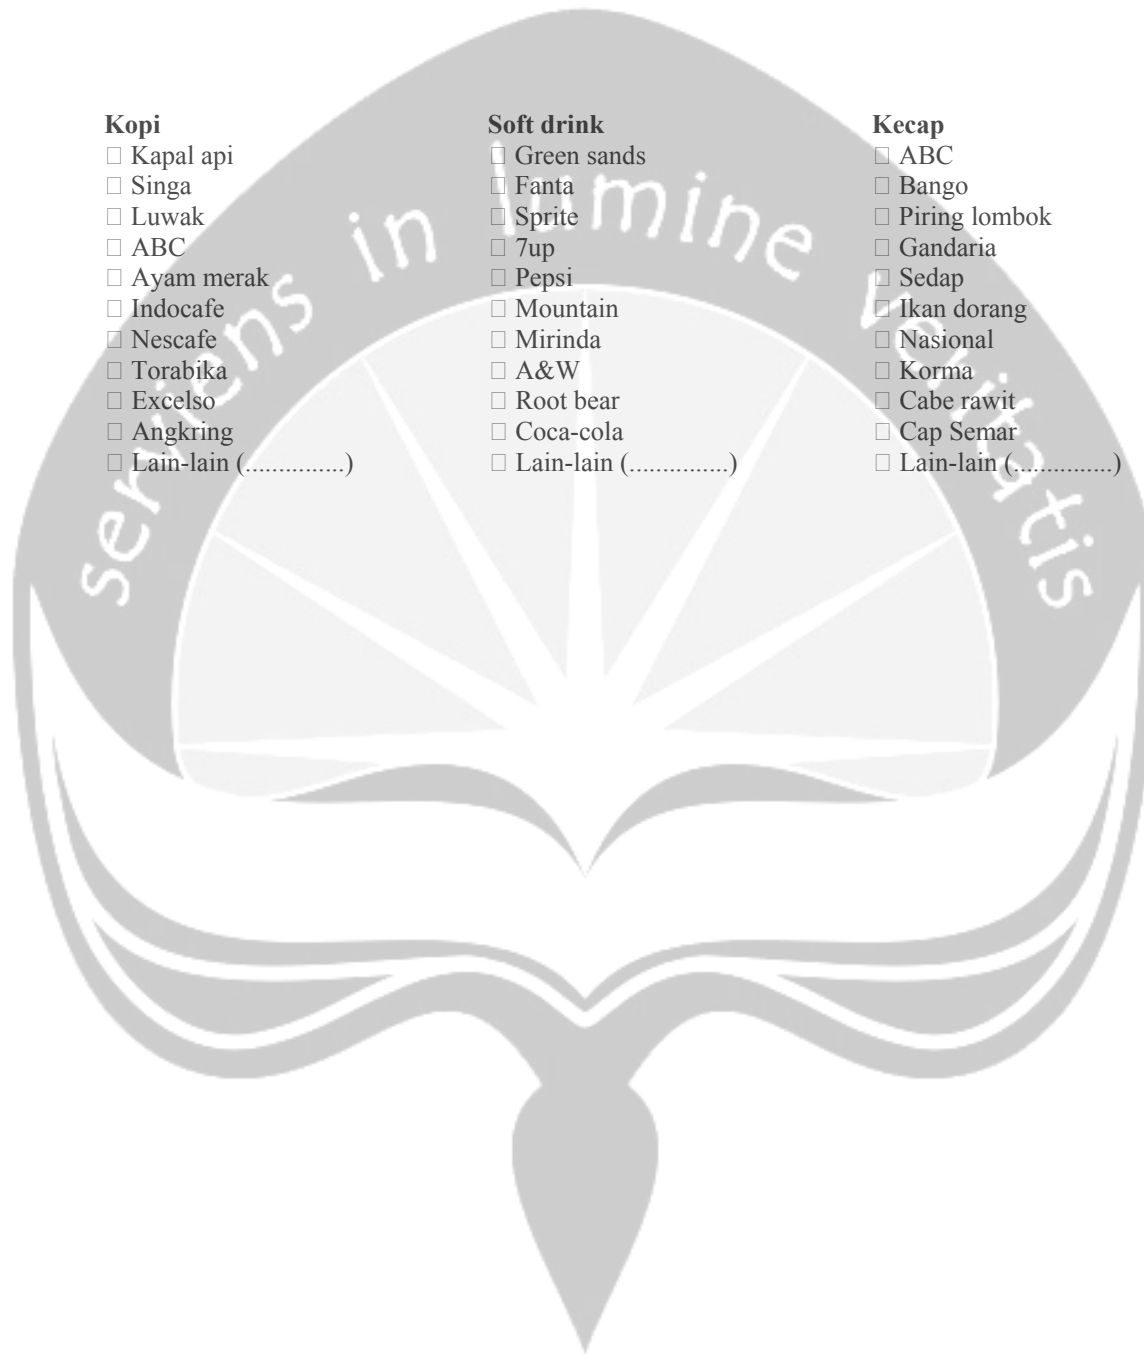 serviens in lumine veritatis
Kopi
□ Kapal api
□ Singa
□ Luwak
□ ABC
□ Ayam merak
□ Indocafe
□ Nescafe
□ Torabika
□ Excelso
□ Angkring
□ Lain-lain (...............)
Soft drink
□ Green sands
□ Fanta
□ Sprite
□ 7up
□ Pepsi
□ Mountain
□ Mirinda
□ A&W
□ Root bear
□ Coca-cola
□ Lain-lain (...............)
Kecap
□ ABC
□ Bango
□ Piring lombok
□ Gandaria
□ Sedap
□ Ikan dorang
□ Nasional
□ Korma
□ Cabe rawit
□ Cap Semar
□ Lain-lain (...............)